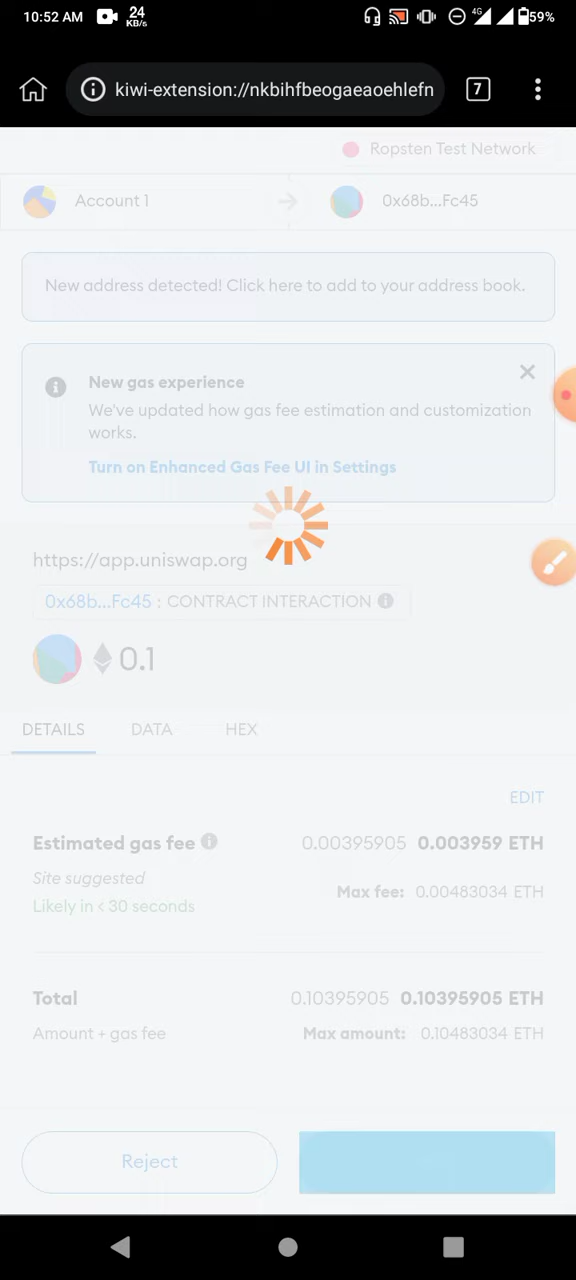 10:52 AM 24 KB/s 4G 59%
kiwi-extension://nkbihfbeogaeaoehlefn 7
Ropsten Test Network
Account 1 0x68b...Fc45
New address detected! Click here to add to your address book.
New gas experience
We've updated how gas fee estimation and customization
works.
Turn on Enhanced Gas Fee UI in Settings
https://app.uniswap.org
0x68b...Fc45 : CONTRACT INTERACTION
0.1
DETAILS DATA HEX
EDIT
Estimated gas fee 0.00395905 0.003959 ETH
Site suggested Max fee: 0.00483034 ETH
Likely in < 30 seconds
Total 0.10395905 0.10395905 ETH
Amount + gas fee Max amount: 0.10483034 ETH
Reject